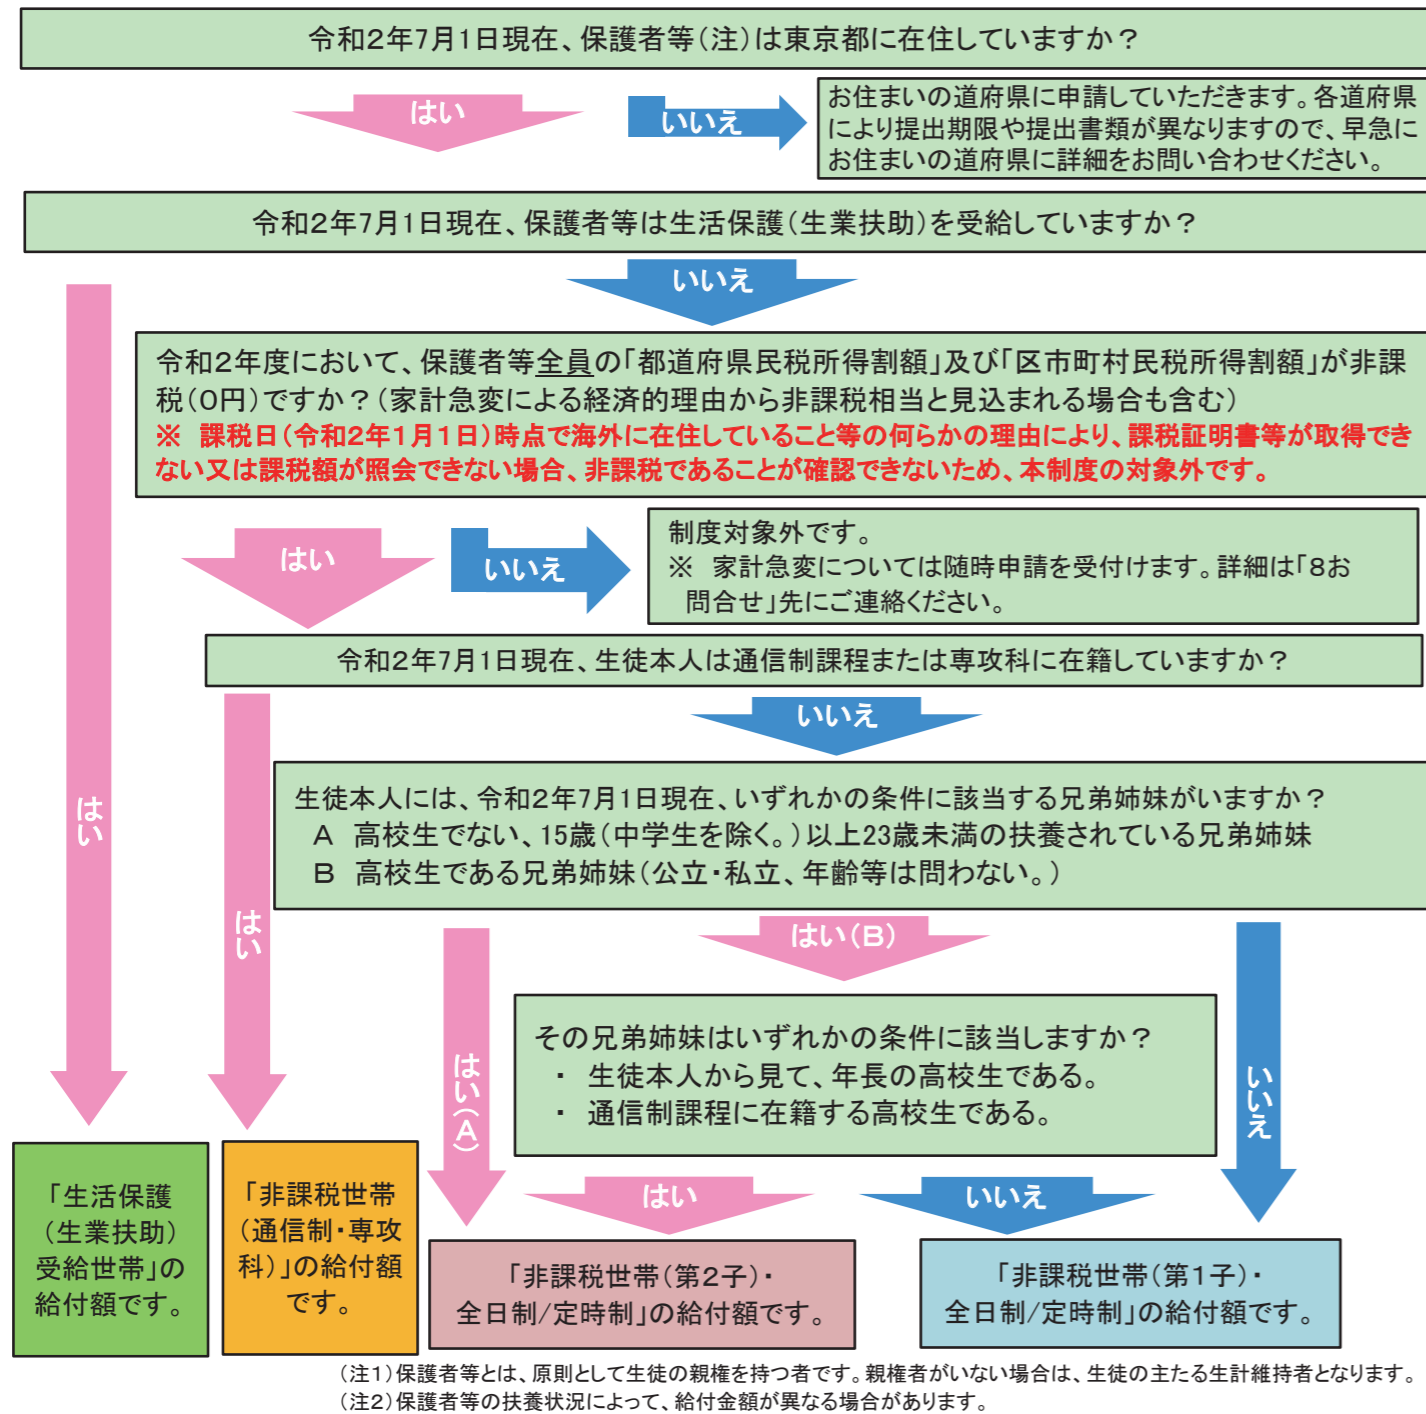 令和2年7月1日現在、保護者等(注)は東京都に在住していますか？
はい
いいえ
お住まいの道府県に申請していただきます。各道府県
により提出期限や提出書類が異なりますので、早急に
お住まいの道府県に詳細をお問い合わせください。
令和2年7月1日現在、保護者等は生活保護(生業扶助)を受給していますか？
いいえ
令和2年度において、保護者等全員の「都道府県民税所得割額」及び「区市町村民税所得割額」が非課
税(0円)ですか？(家計急変による経済的理由から非課税相当と見込まれる場合も含む)
※　課税日(令和2年1月1日)時点で海外に在住していること等の何らかの理由により、課税証明書等が取得でき
ない又は課税額が照会できない場合、非課税であることが確認できないため、本制度の対象外です。
はい
いいえ
制度対象外です。
※　家計急変については随時申請を受付けます。詳細は「8お
問合せ」先にご連絡ください。
令和2年7月1日現在、生徒本人は通信制課程または専攻科に在籍していますか？
いいえ
はい
生徒本人には、令和2年7月1日現在、いずれかの条件に該当する兄弟姉妹がいますか？
A　高校生でない、15歳(中学生を除く。)以上23歳未満の扶養されている兄弟姉妹
B　高校生である兄弟姉妹(公立・私立、年齢等は問わない。)
はい
はい(B)
その兄弟姉妹はいずれかの条件に該当しますか？
・　生徒本人から見て、年長の高校生である。
・　通信制課程に在籍する高校生である。
はい(A)
いいえ
はい
いいえ
「生活保護
(生業扶助)
受給世帯」の
給付額です。
「非課税世帯
(通信制・専攻
科)」の給付額
です。
「非課税世帯(第2子)・
全日制/定時制」の給付額です。
「非課税世帯(第1子)・
全日制/定時制」の給付額です。
(注1)保護者等とは、原則として生徒の親権を持つ者です。親権者がいない場合は、生徒の主たる生計維持者となります。
(注2)保護者等の扶養状況によって、給付金額が異なる場合があります。